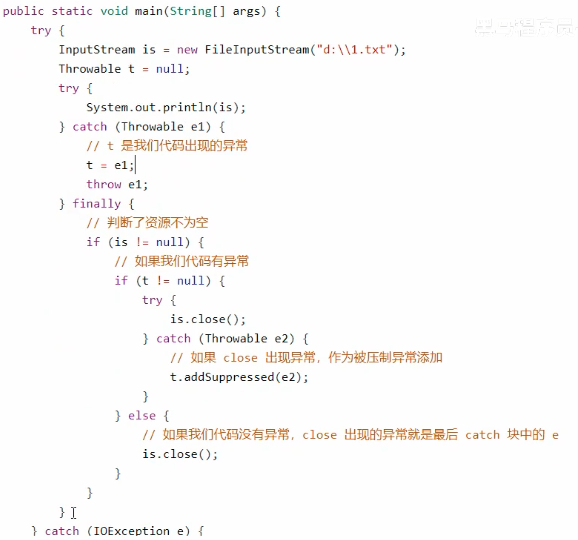 public static void main(String[] args) {
    try {
        InputStream is = new FileInputStream("d:\\1.txt");
        Throwable t = null;
        try {
            System.out.println(is);
        } catch (Throwable e1) {
            // t 是我们代码出现的异常
            t = e1;
            throw e1;
        } finally {
            // 判断了资源不为空
            if (is != null) {
                // 如果我们代码有异常
                if (t != null) {
                    try {
                        is.close();
                    } catch (Throwable e2) {
                        // 如果 close 出现异常，作为被压制异常添加
                        t.addSuppressed(e2);
                    }
                } else {
                    // 如果我们代码没有异常，close 出现的异常就是最后 catch 块中的 e
                    is.close();
                }
            }
        }
    } catch (IOException e) {